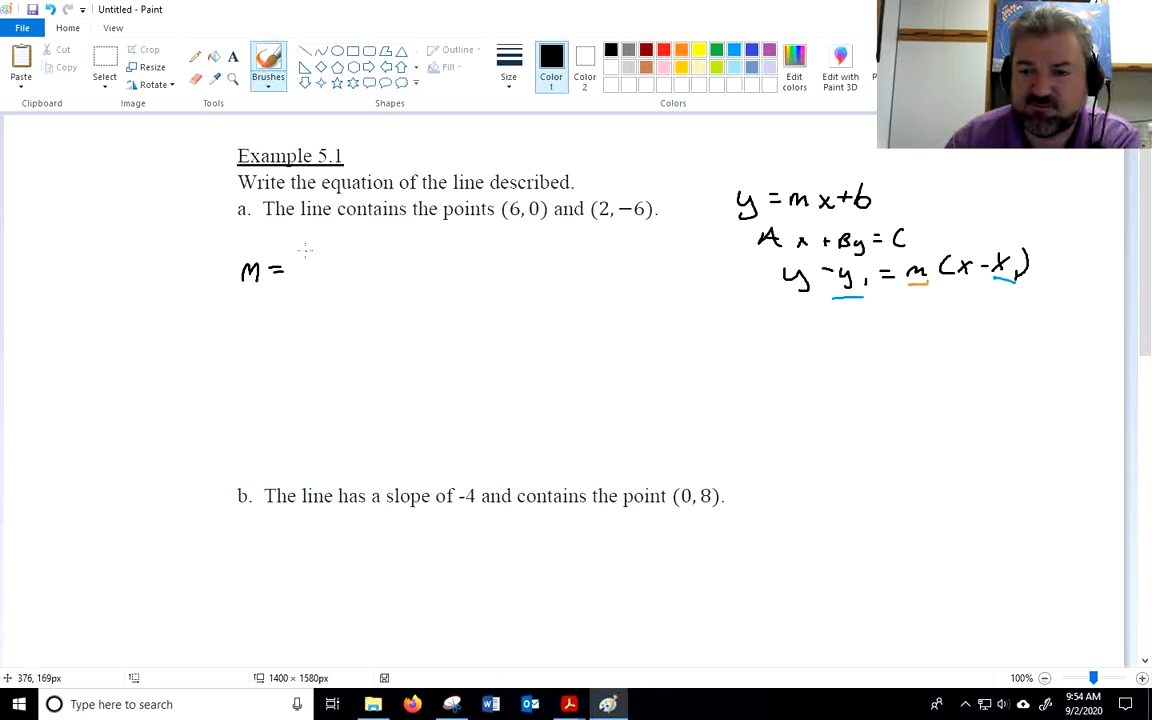 Untitled - Paint
File Home View
Paste
Cut
Copy
Clipboard
Select
Crop
Resize
Rotate
Image
Tools
Brushes
Shapes
Outline
Fill
Size
Color 1
Color 2
Colors
Edit colors
Edit with Paint 3D
Example 5.1
Write the equation of the line described.
a. The line contains the points (6, 0) and (2, −6).
m =
y = mx+b
Ax + By = C
y - y₁ = m (x - x₁)
b. The line has a slope of -4 and contains the point (0, 8).
376, 169px
1400 × 1580px
100%
Type here to search
9:54 AM
9/2/2020